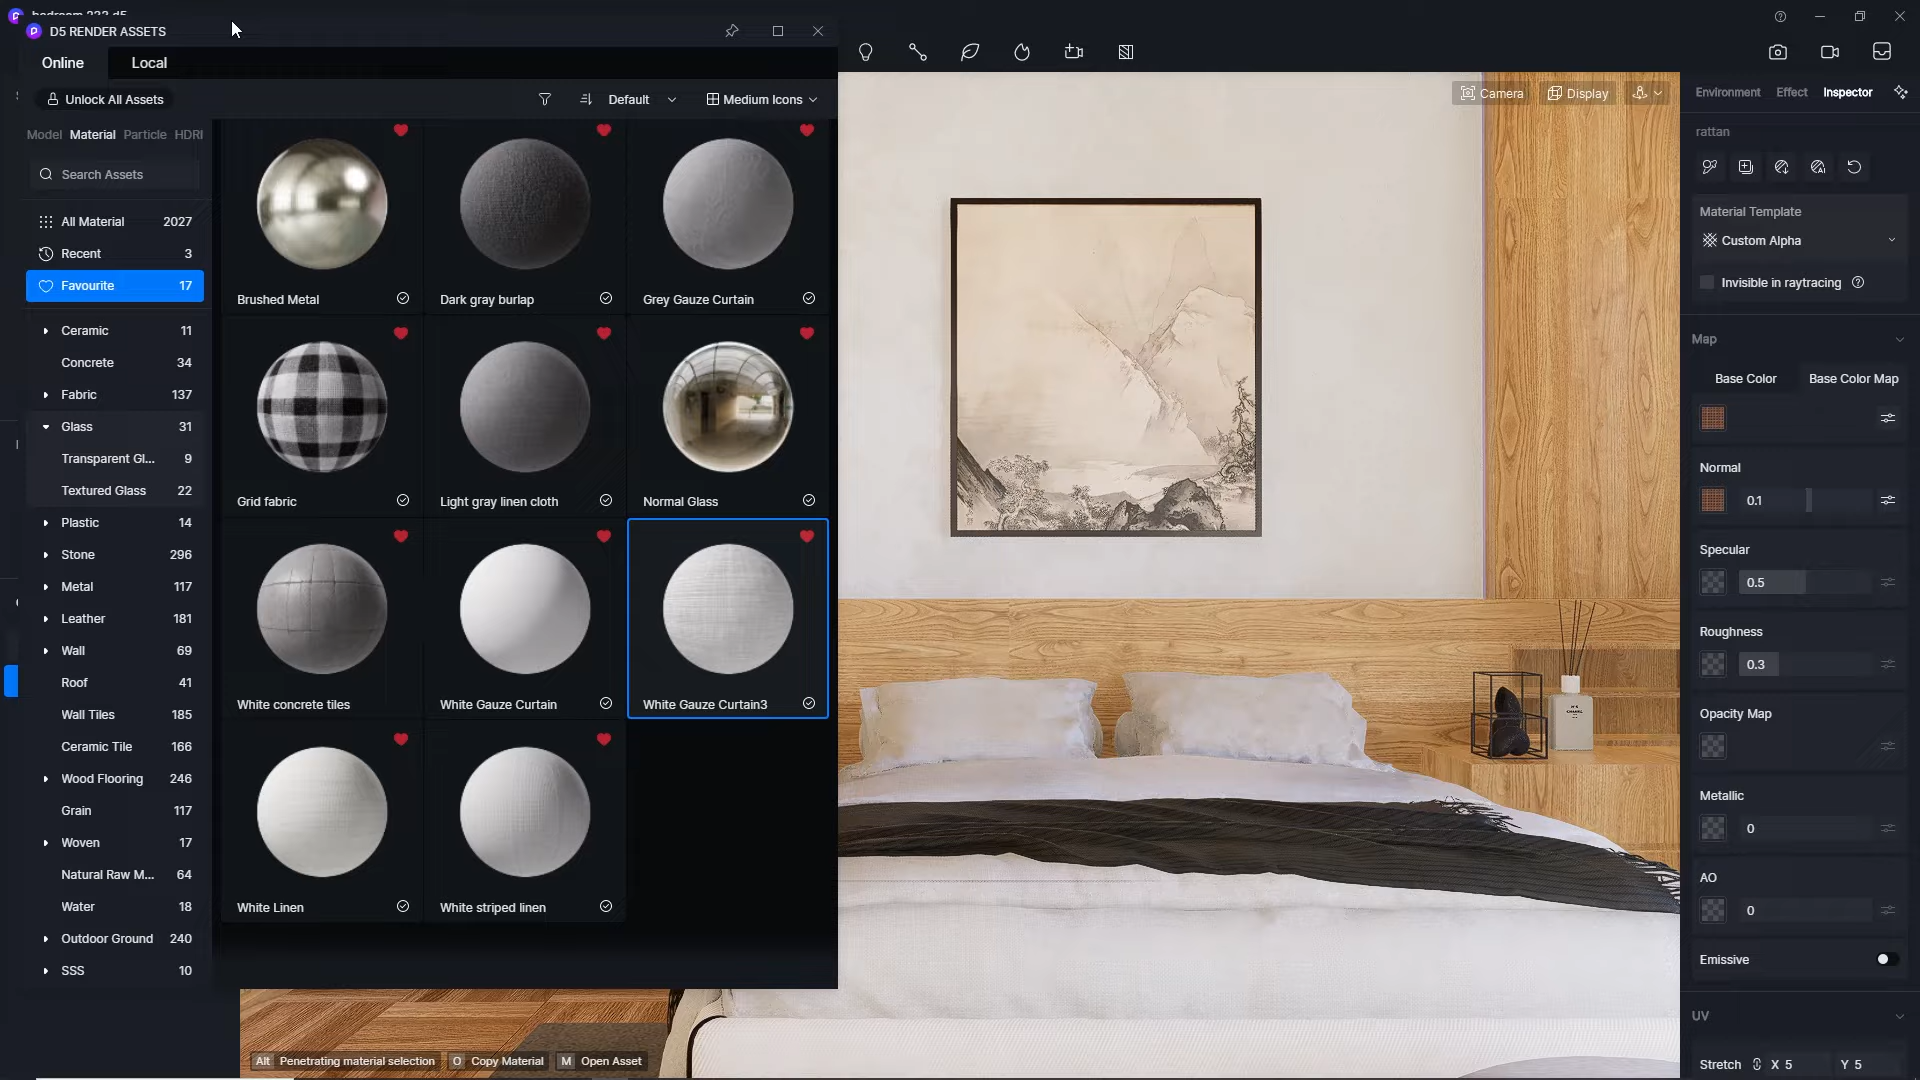 D5 RENDER ASSETS
Online Local
Unlock All Assets
Default Medium Icons
Model Material Particle HDRI
Search Assets
All Material 2027
Recent 3
Favourite 17
Ceramic 11
Concrete 34
Fabric 137
Glass 31
Transparent Gl... 9
Textured Glass 22
Plastic 14
Stone 296
Metal 117
Leather 181
Wall 69
Roof 41
Wall Tiles 185
Ceramic Tile 166
Wood Flooring 246
Grain 117
Woven 17
Natural Raw M... 64
Water 18
Outdoor Ground 240
SSS 10
Brushed Metal
Dark gray burlap
Grey Gauze Curtain
Grid fabric
Light gray linen cloth
Normal Glass
White concrete tiles
White Gauze Curtain
White Gauze Curtain3
White Linen
White striped linen
Camera Display
Alt Penetrating material selection O Copy Material M Open Asset
Environment Effect Inspector
rattan
Material Template
Custom Alpha
Invisible in raytracing
Map
Base Color Base Color Map
Normal
0.1
Specular
0.5
Roughness
0.3
Opacity Map
Metallic
0
AO
0
Emissive
UV
Stretch X 5 Y 5